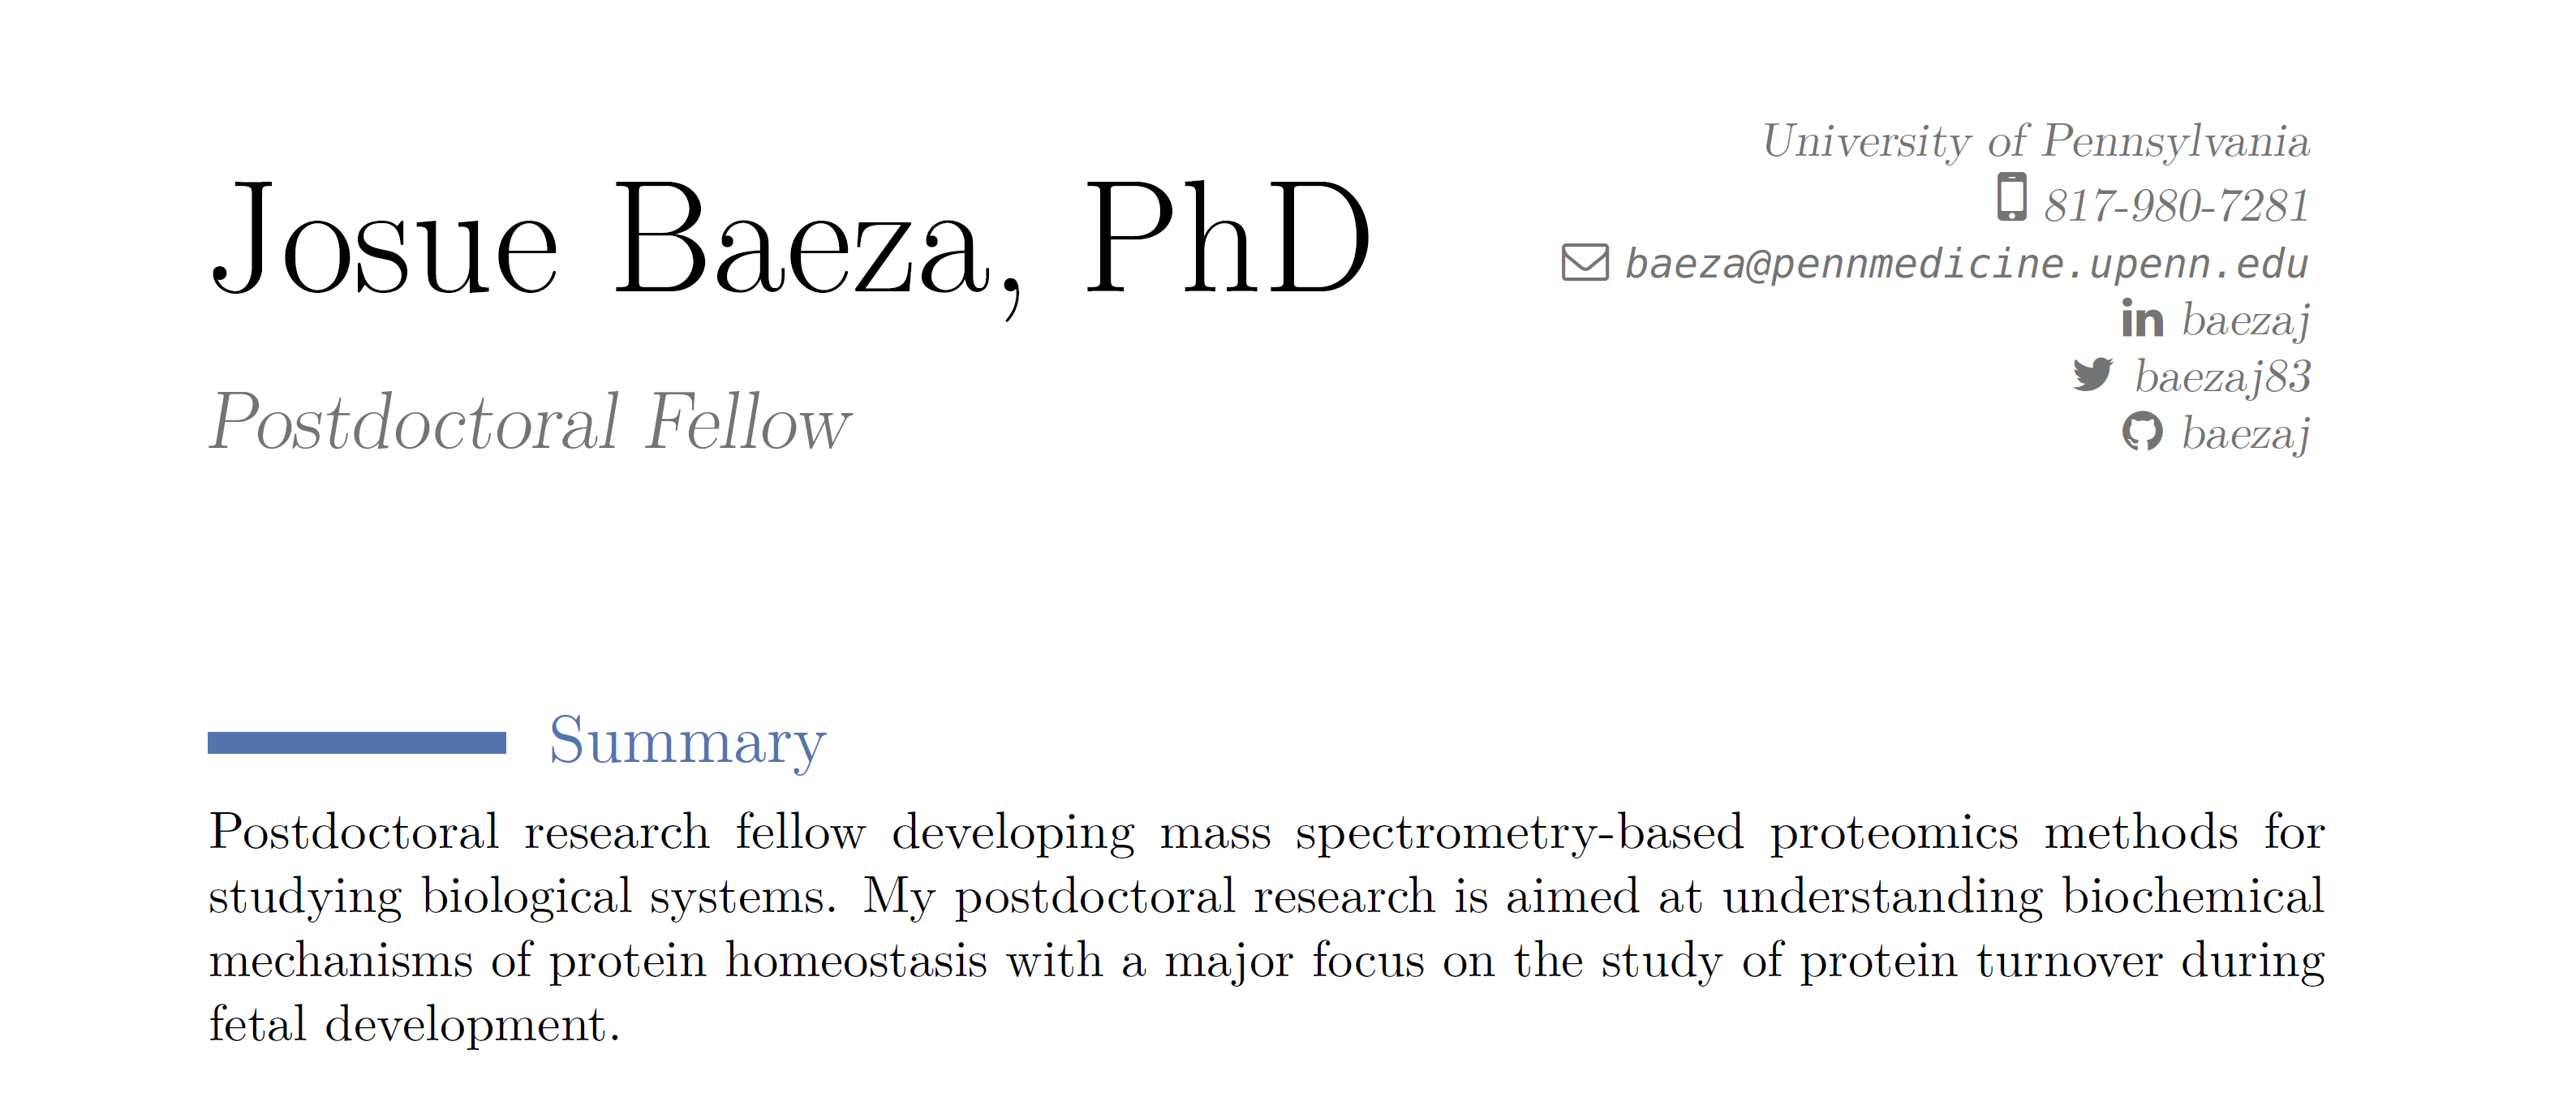 Josue Baeza, PhD
Postdoctoral Fellow
University of Pennsylvania
817-980-7281
baeza@pennmedicine.upenn.edu
in baezaj
baezaj83
baezaj
Summary
Postdoctoral research fellow developing mass spectrometry-based proteomics methods for
studying biological systems. My postdoctoral research is aimed at understanding biochemical
mechanisms of protein homeostasis with a major focus on the study of protein turnover during
fetal development.